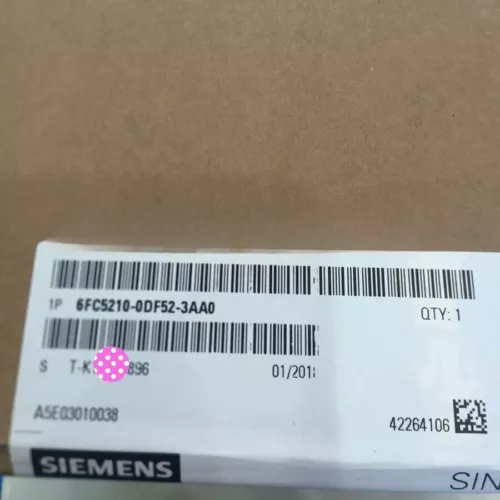 1P 6FC5210-0DF52-3AA0
QTY: 1
S T-K 896 01/201
A5E03010038
42264106
SIEMENS
SIN